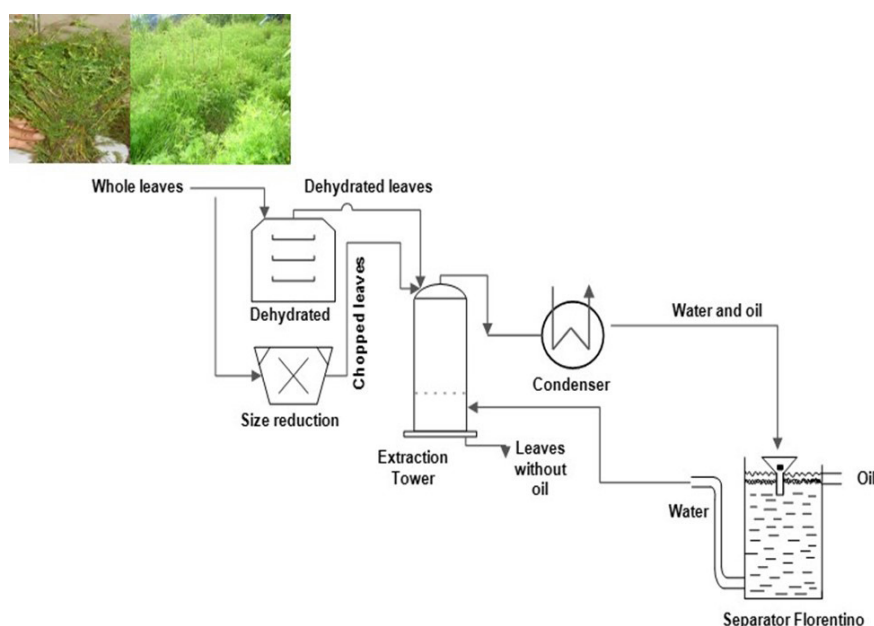 Whole leaves
Dehydrated leaves
Dehydrated
Chopped leaves
Size reduction
Extraction
Tower
Leaves
without
oil
Condenser
Water and oil
Water
Oil
Separator Florentino